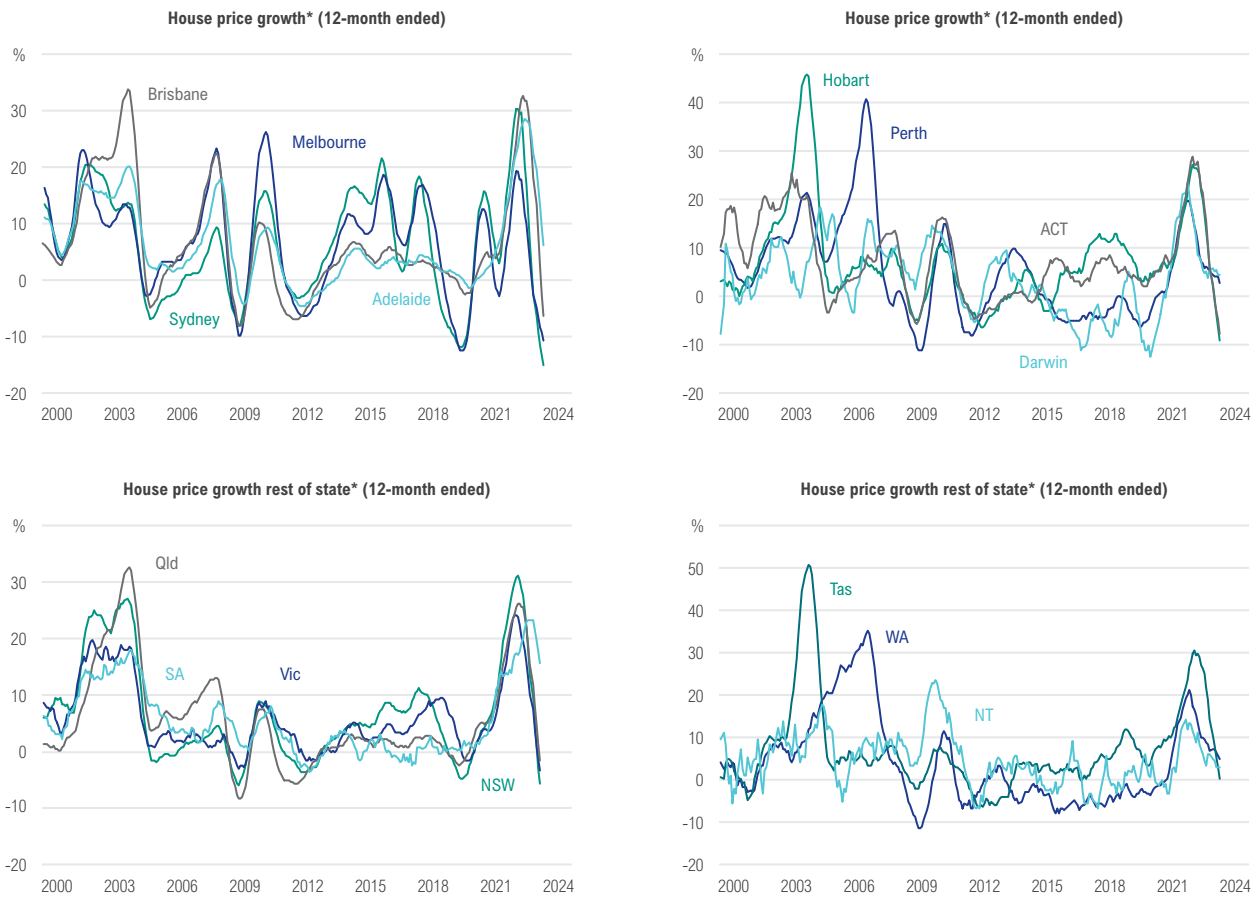 House price growth* (12-month ended)
%
30
20
10
0
-10
-20
Brisbane
Melbourne
Adelaide
Sydney
2000 2003 2006 2009 2012 2015 2018 2021 2024
House price growth* (12-month ended)
%
40
30
20
10
0
-10
-20
Hobart
Perth
ACT
Darwin
2000 2003 2006 2009 2012 2015 2018 2021 2024
House price growth rest of state* (12-month ended)
%
30
20
10
0
-10
-20
Qld
SA
Vic
NSW
2000 2003 2006 2009 2012 2015 2018 2021 2024
House price growth rest of state* (12-month ended)
%
50
40
30
20
10
0
-10
-20
Tas
WA
NT
2000 2003 2006 2009 2012 2015 2018 2021 2024